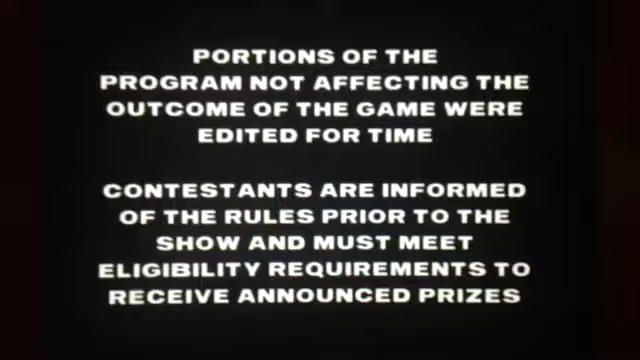 PORTIONS OF THE
PROGRAM NOT AFFECTING THE
OUTCOME OF THE GAME WERE
EDITED FOR TIME
CONTESTANTS ARE INFORMED
OF THE RULES PRIOR TO THE
SHOW AND MUST MEET
ELIGIBILITY REQUIREMENTS TO
RECEIVE ANNOUNCED PRIZES